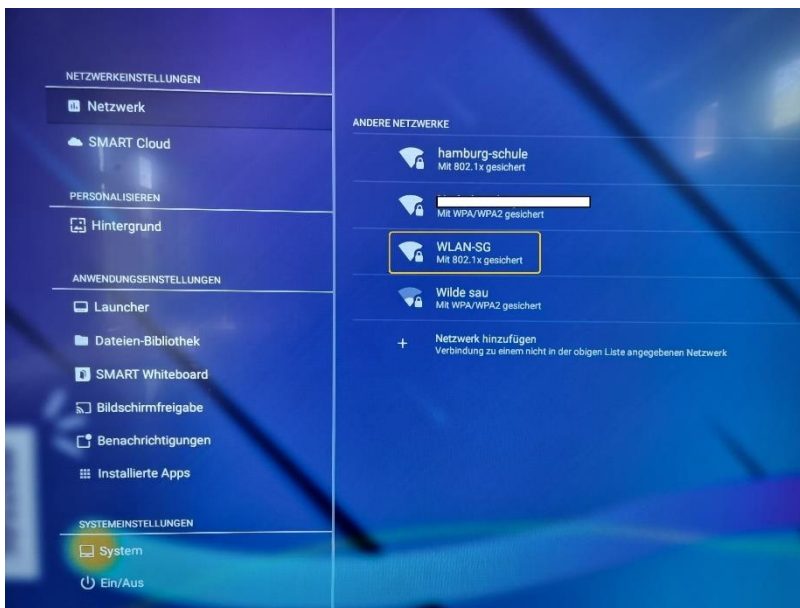 NETZWERKEINSTELLUNGEN
Netzwerk
SMART Cloud
PERSONALISIEREN
Hintergrund
ANWENDUNGSEINSTELLUNGEN
Launcher
Dateien-Bibliothek
SMART Whiteboard
Bildschirmfreigabe
Benachrichtigungen
Installierte Apps
SYSTEMEINSTELLUNGEN
System
Ein/Aus
ANDERE NETZWERKE
hamburg-schule
Mit 802.1x gesichert
Mit WPA/WPA2 gesichert
WLAN-SG
Mit 802.1x gesichert
Wilde sau
Mit WPA/WPA2 gesichert
+ Netzwerk hinzufügen
Verbindung zu einem nicht in der obigen Liste angegebenen Netzwerk